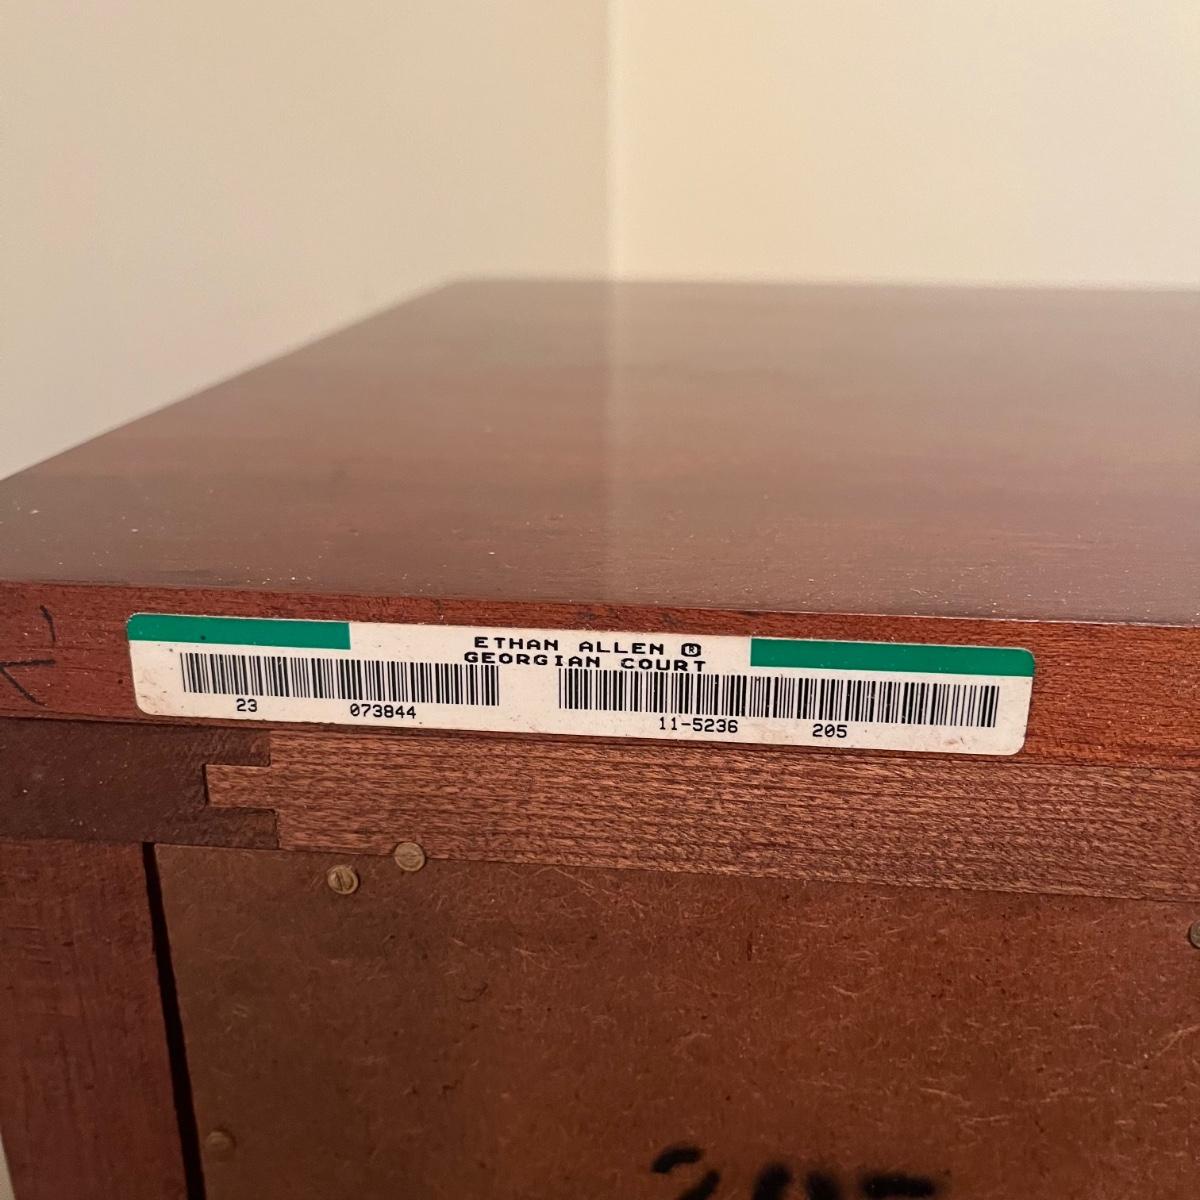 ETHAN ALLEN ®
GEORGIAN COURT
23 073844 11-5236 205